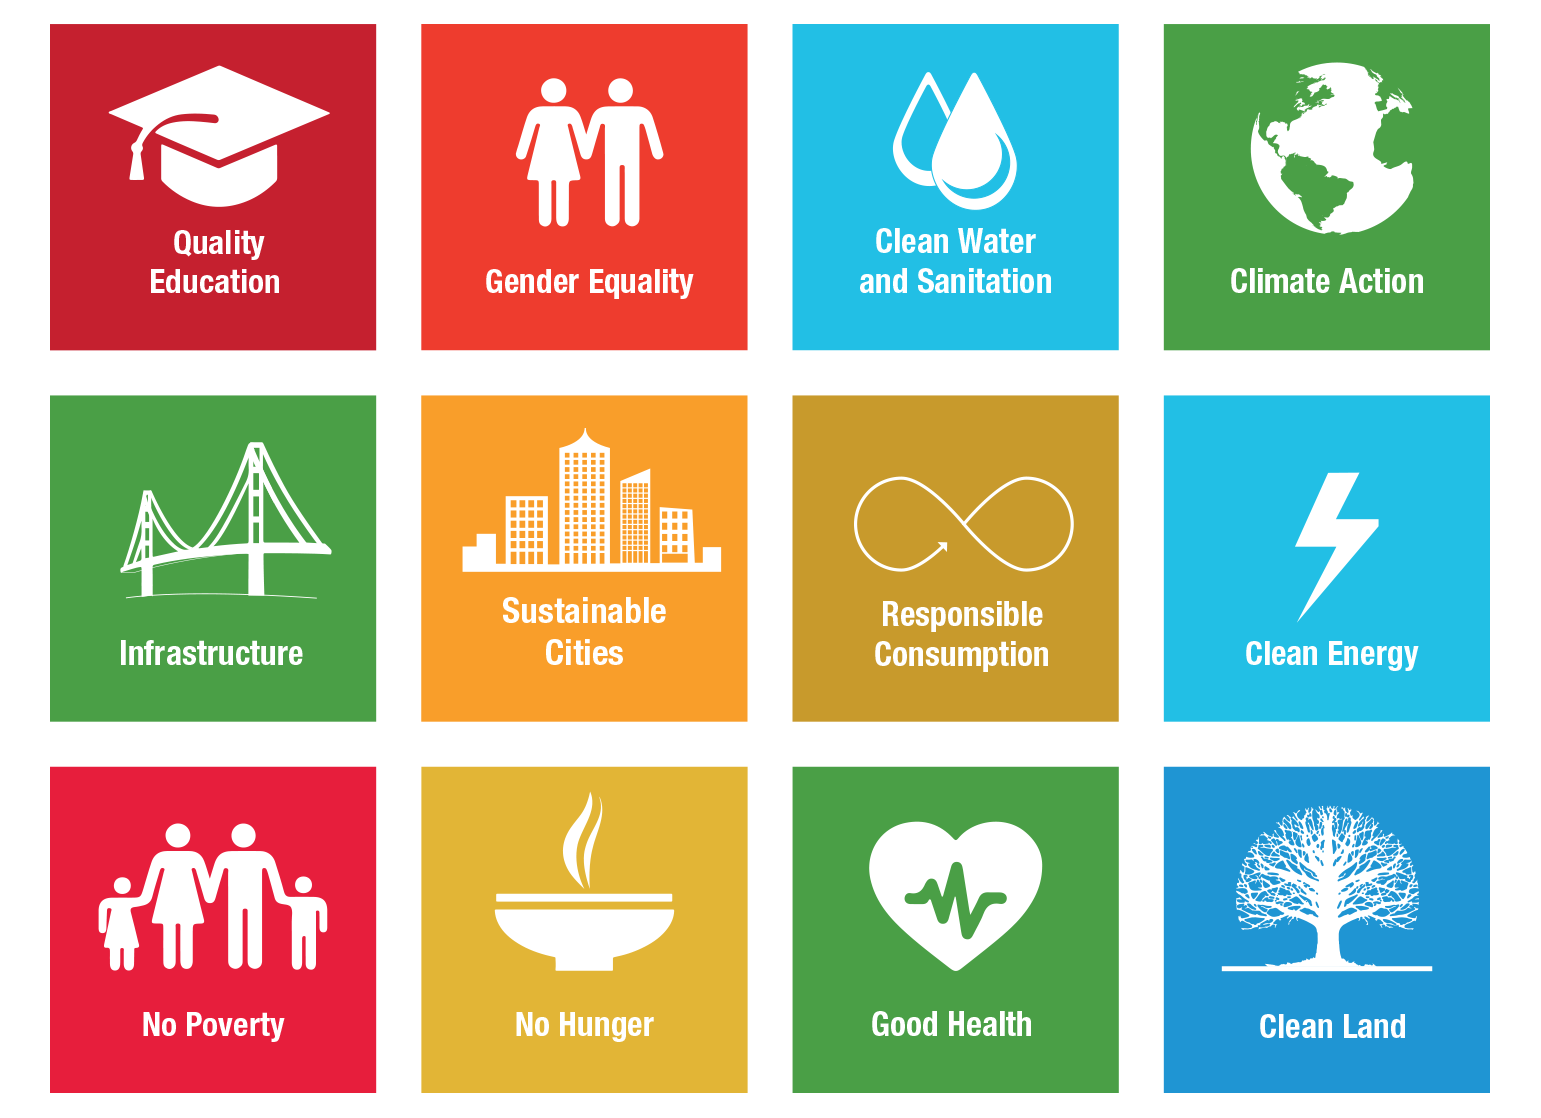 Quality
Education
Gender Equality
Clean Water
and Sanitation
Climate Action
Infrastructure
Sustainable
Cities
Responsible
Consumption
Clean Energy
No Poverty
No Hunger
Good Health
Clean Land